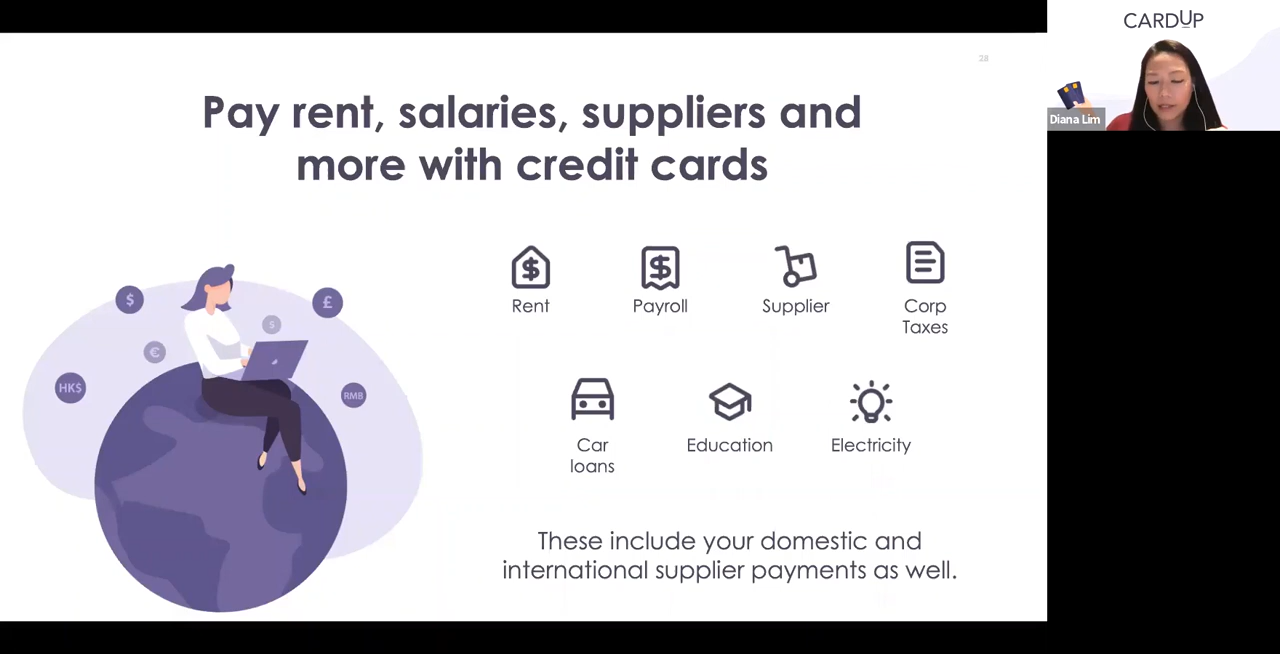 CARDUP
Diana Lim
28
Pay rent, salaries, suppliers and
more with credit cards
Rent
Payroll
Supplier
Corp
Taxes
$
£
$
€
HK$
RMB
Car
loans
Education
Electricity
These include your domestic and
international supplier payments as well.